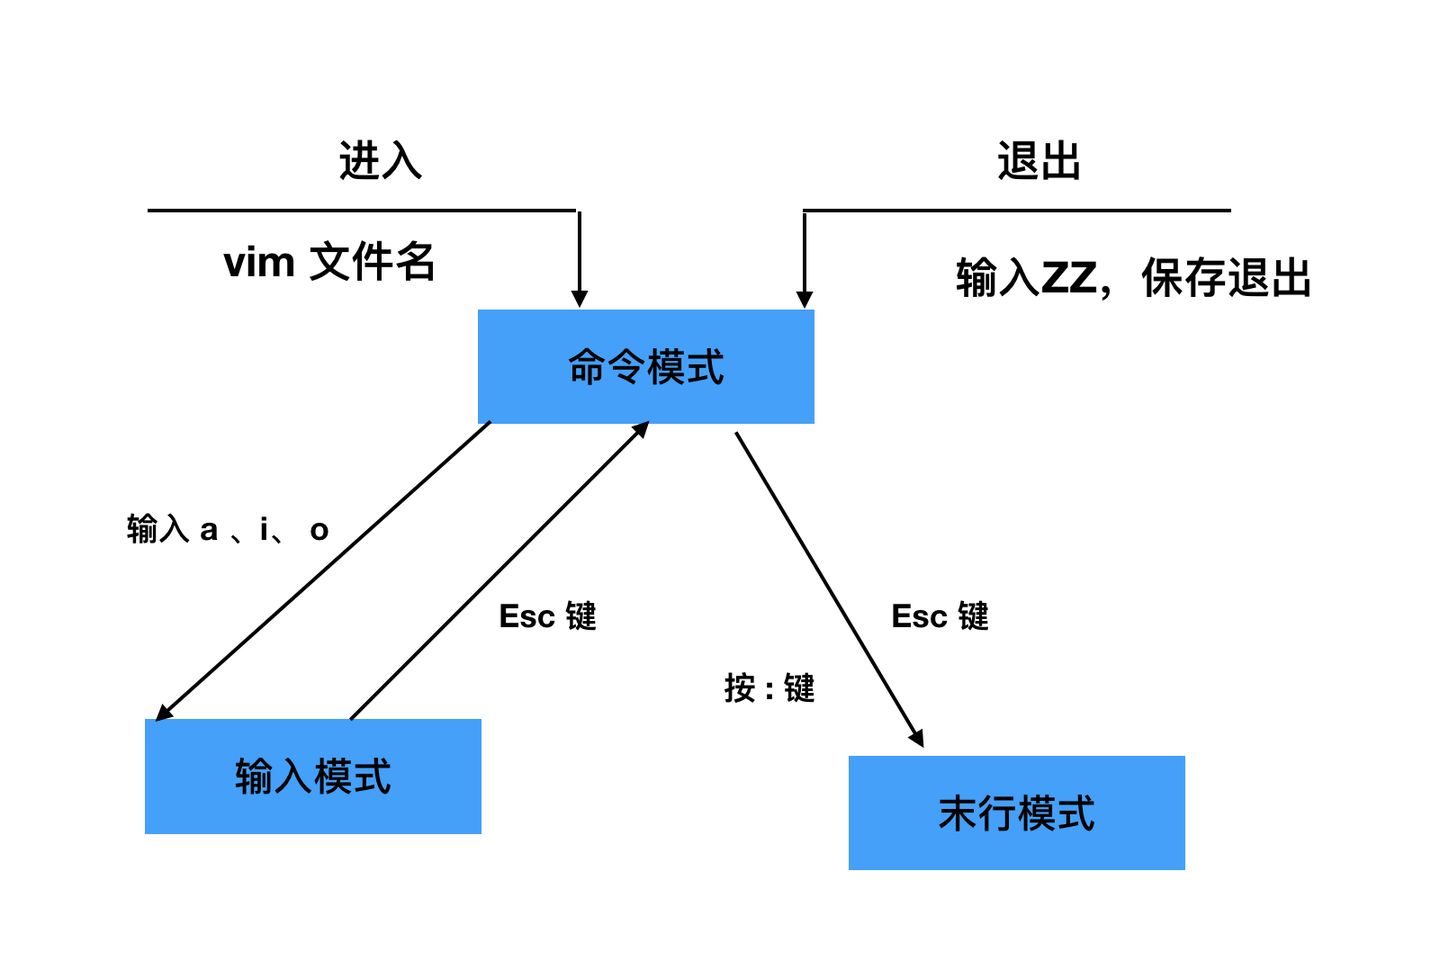 进入
退出
vim 文件名
输入ZZ，保存退出
命令模式
输入 a 、i、 o
Esc 键
Esc 键
按 : 键
输入模式
末行模式